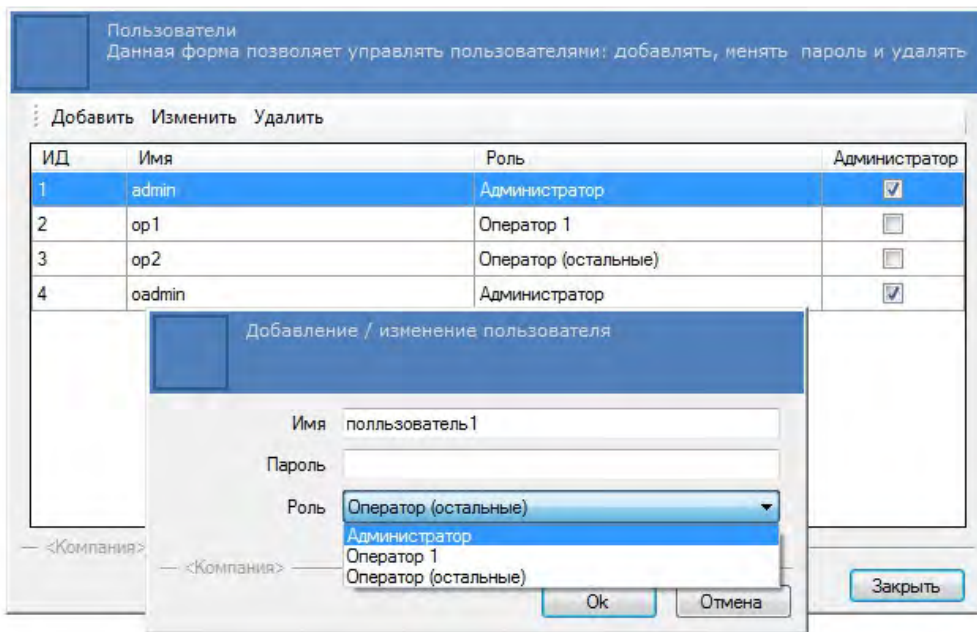 Пользователи
Данная форма позволяет управлять пользователями: добавлять, менять пароль и удалять
Добавить Изменить Удалить
ИД Имя Роль Администратор
1 admin Администратор
2 op1 Оператор 1
3 op2 Оператор (остальные)
4 oadmin Администратор
Добавление / изменение пользователя
Имя полльзователь1
Пароль
Роль Оператор (остальные)
Администратор
Оператор 1
Оператор (остальные)
<Компания>
<Компания>
Ok Отмена
Закрыть